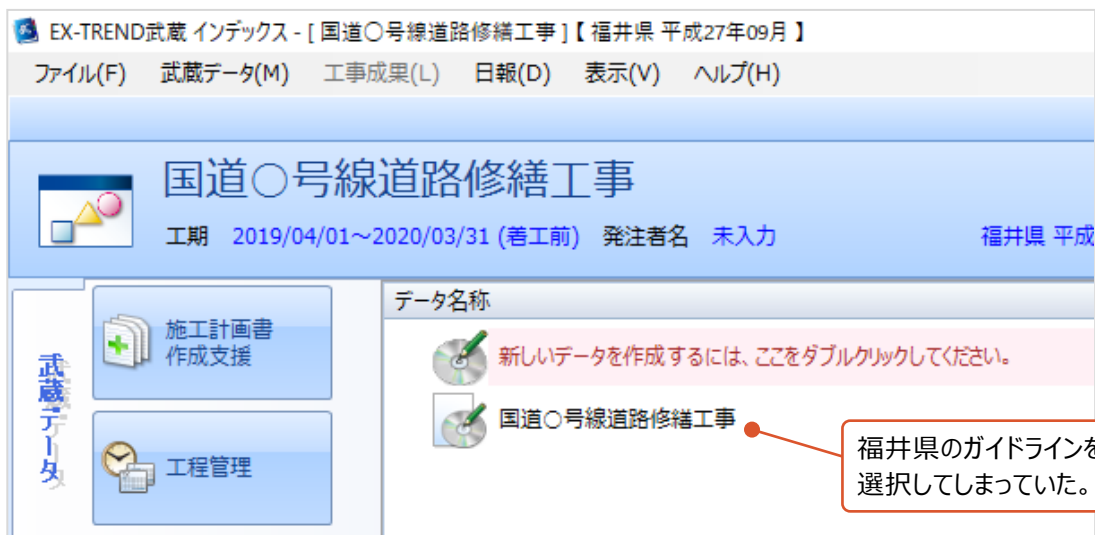 EX-TREND武蔵 インデックス - [ 国道○号線道路修繕工事 ] 【 福井県 平成27年09月 】
ファイル(F) 武蔵データ(M) 工事成果(L) 日報(D) 表示(V) ヘルプ(H)
国道○号線道路修繕工事
工期 2019/04/01～2020/03/31 (着工前) 発注者名 未入力 福井県 平成
武蔵データ
施工計画書
作成支援
工程管理
データ名称
新しいデータを作成するには、ここをダブルクリックしてください。
国道○号線道路修繕工事
福井県のガイドラインを
選択してしまっていた。